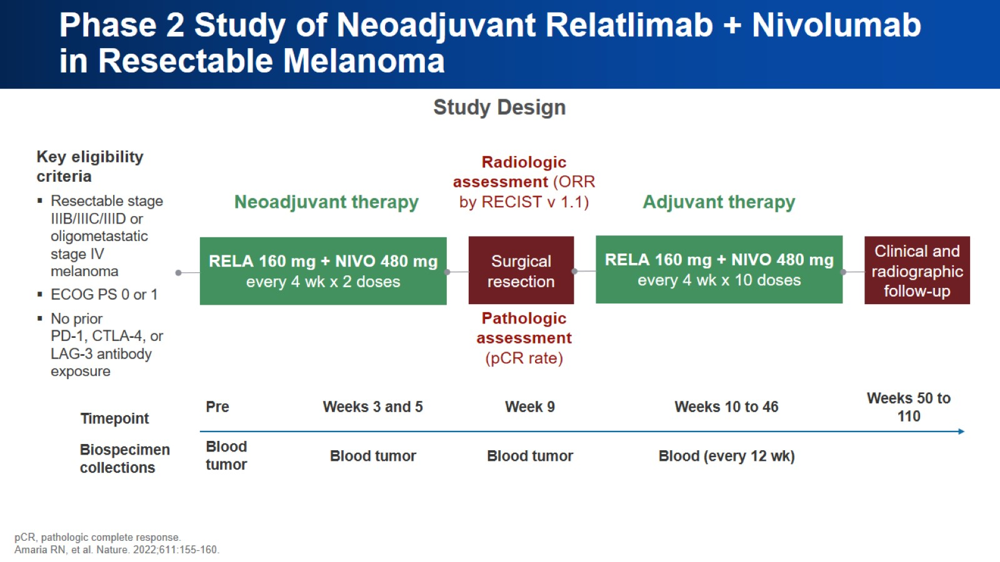 Phase 2 Study of Neoadjuvant Relatlimab + Nivolumab
in Resectable Melanoma
Study Design
Key eligibility
criteria
▪ Resectable stage
IIIB/IIIC/IIID or
oligometastatic
stage IV
melanoma
▪ ECOG PS 0 or 1
▪ No prior
PD-1, CTLA-4, or
LAG-3 antibody
exposure
Neoadjuvant therapy
RELA 160 mg + NIVO 480 mg
every 4 wk x 2 doses
Radiologic
assessment (ORR
by RECIST v 1.1)
Surgical
resection
Pathologic
assessment
(pCR rate)
Adjuvant therapy
RELA 160 mg + NIVO 480 mg
every 4 wk x 10 doses
Clinical and
radiographic
follow-up
Timepoint
Pre
Weeks 3 and 5
Week 9
Weeks 10 to 46
Weeks 50 to
110
Biospecimen
collections
Blood
tumor
Blood tumor
Blood tumor
Blood (every 12 wk)
pCR, pathologic complete response.
Amaria RN, et al. Nature. 2022;611:155-160.